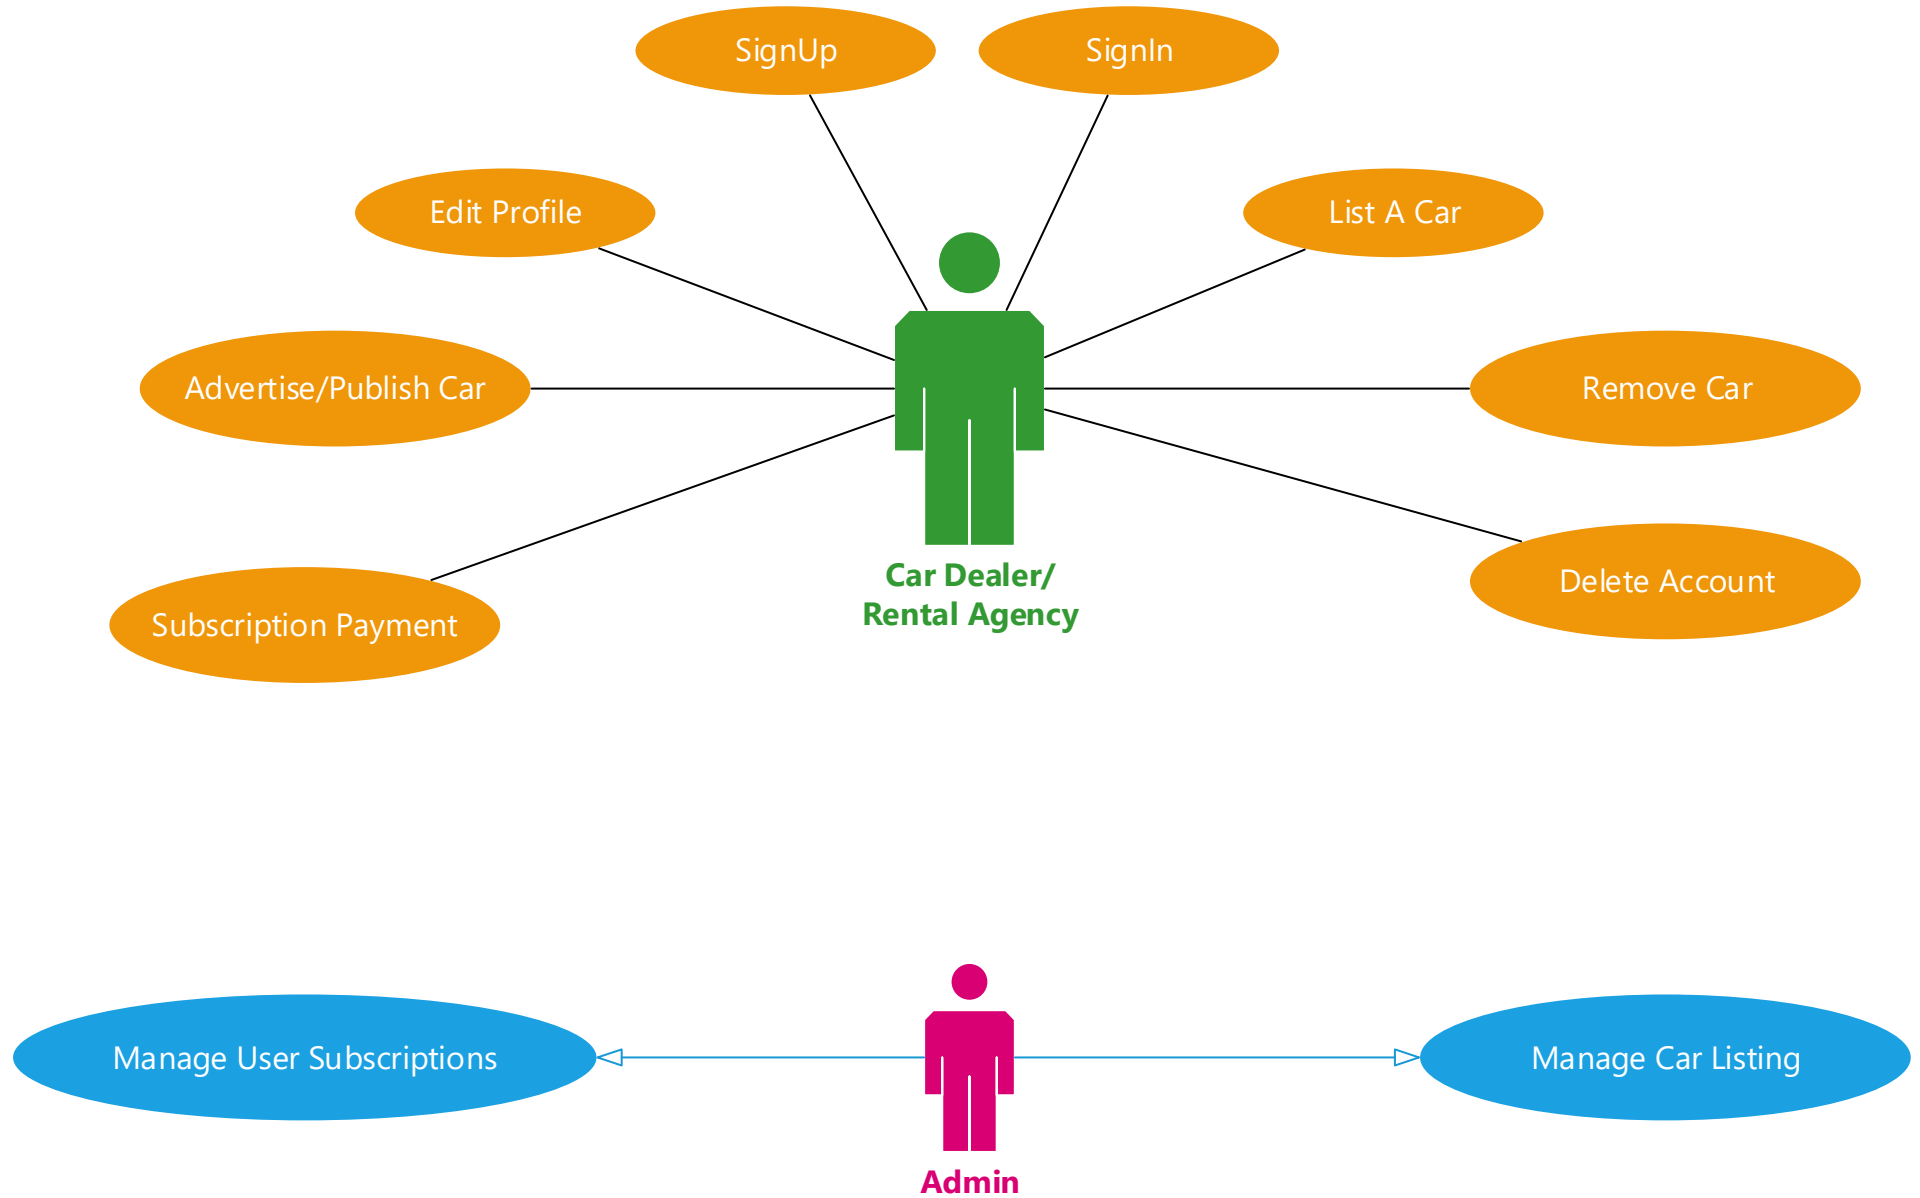 SignUp
SignIn
Edit Profile
List A Car
Advertise/Publish Car
Remove Car
Car Dealer/
Rental Agency
Delete Account
Subscription Payment
Manage User Subscriptions
Manage Car Listing
Admin